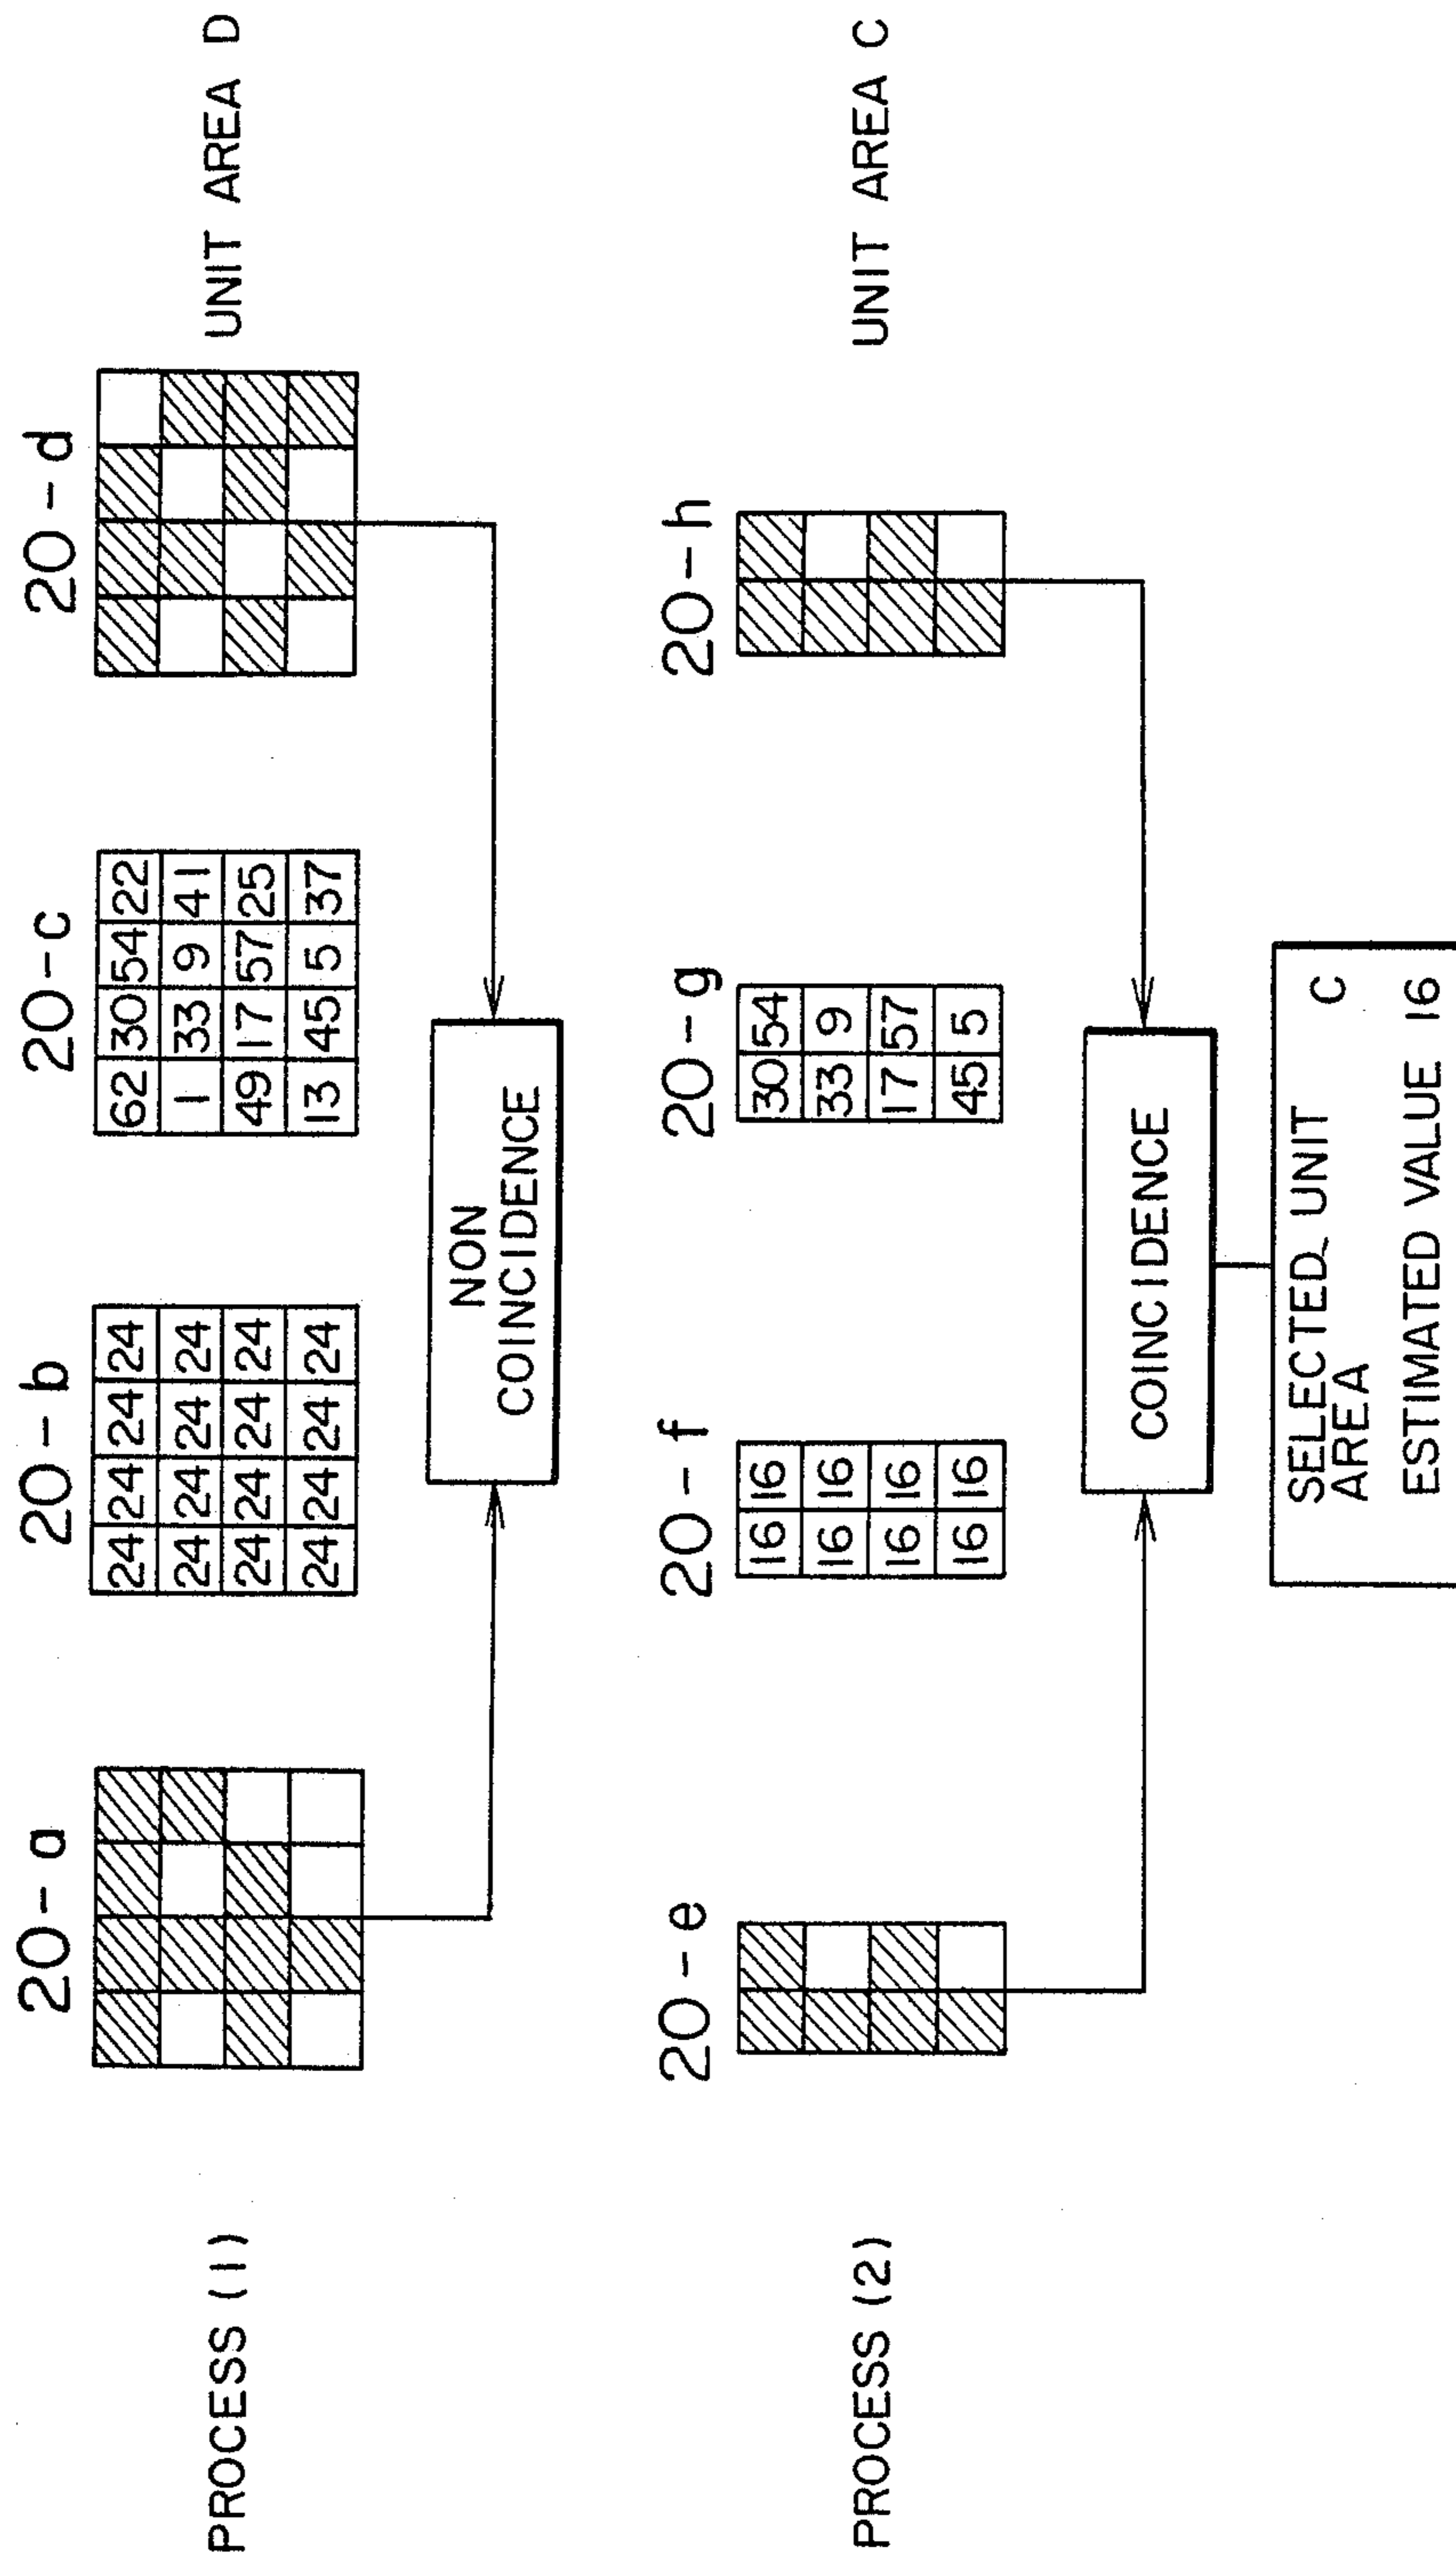 PROCESS (1)
20-a
20-b
24 24 24 24
24 24 24 24
24 24 24 24
24 24 24 24
20-c
62 30 54 22
1 33 9 41
49 17 57 25
13 45 5 37
20-d
UNIT AREA D
NON
COINCIDENCE
PROCESS (2)
20-e
20-f
16 16
16 16
16 16
16 16
20-g
30 54
33 9
17 57
45 5
20-h
UNIT AREA C
COINCIDENCE
SELECTED UNIT C
AREA
ESTIMATED VALUE 16